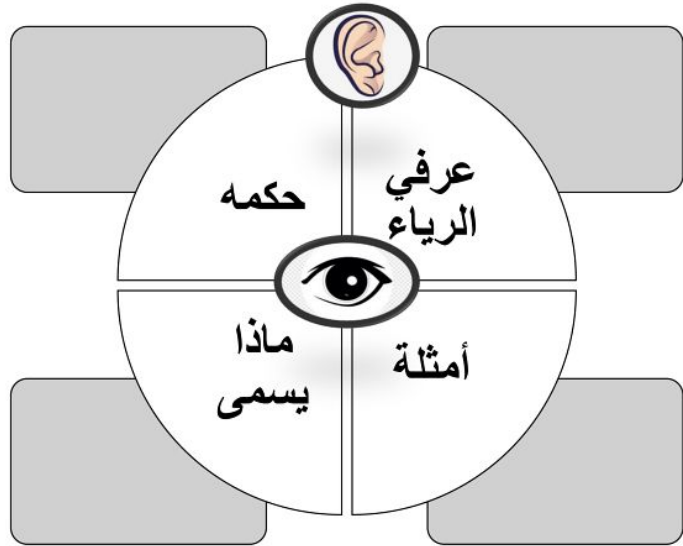 عرفي
الرياء
حكمه
أمثلة
ماذا
يسمى